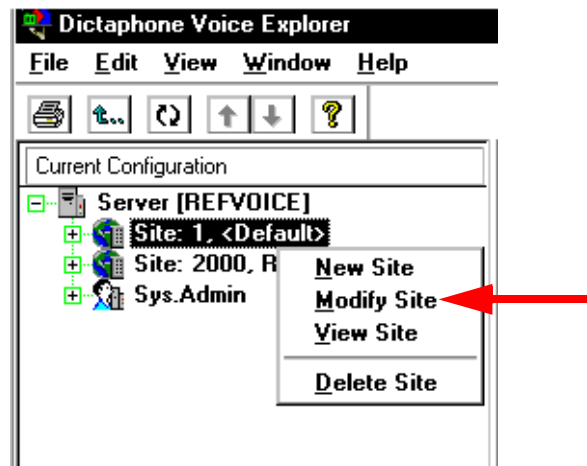 Dictaphone Voice Explorer
File Edit View Window Help
Current Configuration
Server [REFVOICE]
Site: 1, <Default>
Site: 2000, R
Sys.Admin
New Site
Modify Site
View Site
Delete Site